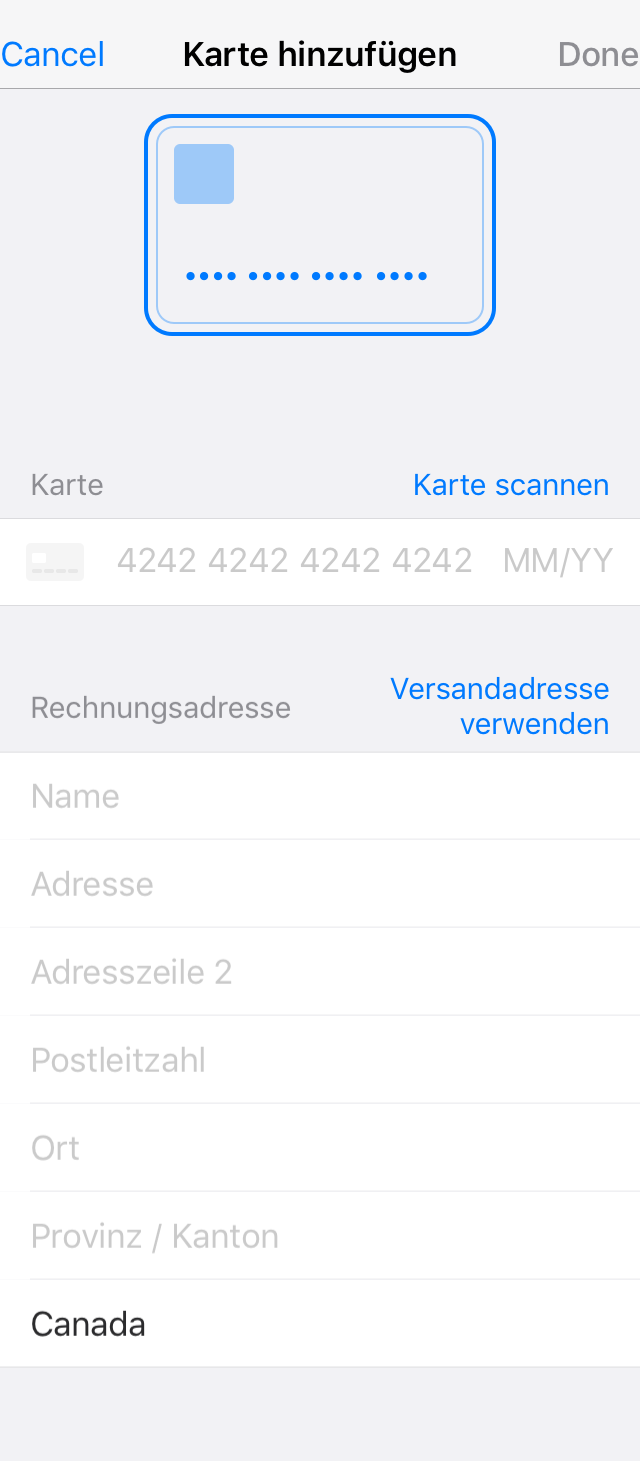 Cancel Karte hinzufügen Done
•••• •••• •••• ••••
Karte Karte scannen
4242 4242 4242 4242 MM/YY
Rechnungsadresse Versandadresse
verwenden
Name
Adresse
Adresszeile 2
Postleitzahl
Ort
Provinz / Kanton
Canada